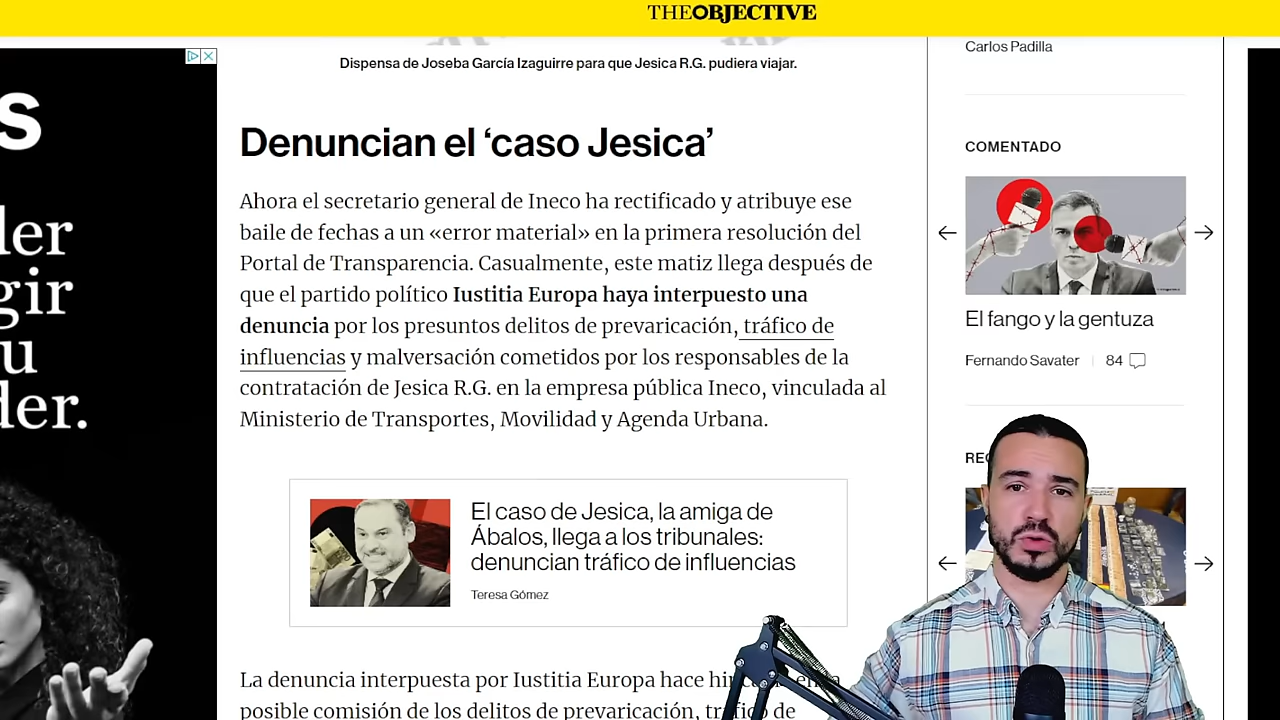 THEOBJECTIVE
Carlos Padilla
Dispensa de Joseba García Izaguirre para que Jesica R.G. pudiera viajar.
Denuncian el ‘caso Jesica’
Ahora el secretario general de Ineco ha rectificado y atribuye ese
baile de fechas a un «error material» en la primera resolución del
Portal de Transparencia. Casualmente, este matiz llega después de
que el partido político Iustitia Europa haya interpuesto una
denuncia por los presuntos delitos de prevaricación, tráfico de
influencias y malversación cometidos por los responsables de la
contratación de Jesica R.G. en la empresa pública Ineco, vinculada al
Ministerio de Transportes, Movilidad y Agenda Urbana.
El caso de Jesica, la amiga de
Ábalos, llega a los tribunales:
denuncian tráfico de influencias
Teresa Gómez
La denuncia interpuesta por Iustitia Europa hace
posible comisión de los delitos de prevaricación, tráfico de
COMENTADO
El fango y la gentuza
Fernando Savater 84
s
der
gir
u
der.